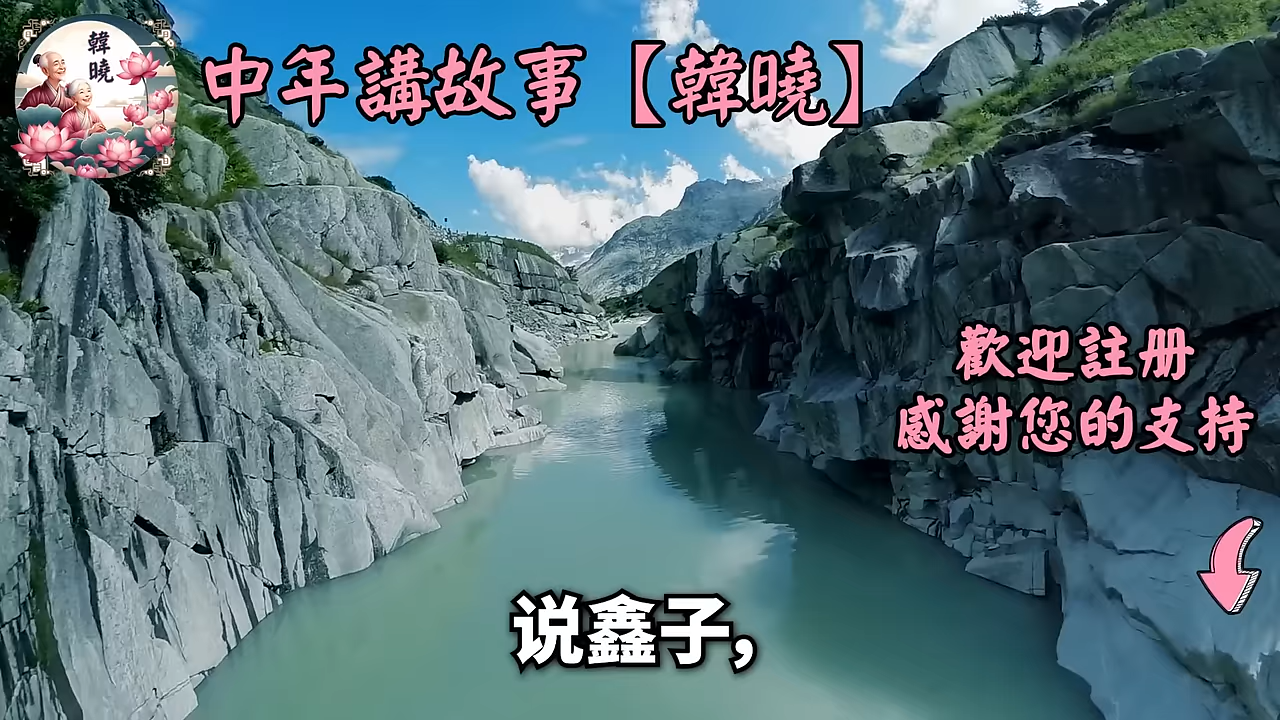 韓
曉
中年講故事【韓曉】
歡迎註册
感謝您的支持
说鑫子,